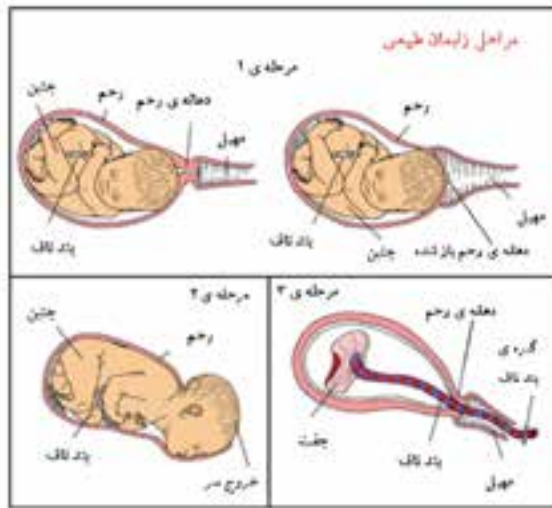 مراحل زایمان طبیعی
مرحله ی ۱
جنین
رحم
دهانه ی رحم
مهبل
بند ناف
رحم
مهبل
بند ناف
جنین
دهانه ی رحم باز شده
مرحله ی ۲
جنین
رحم
بند ناف
خروج سر
مرحله ی ۳
دهانه ی رحم
گره ی
بند ناف
جفت
بند ناف
مهبل